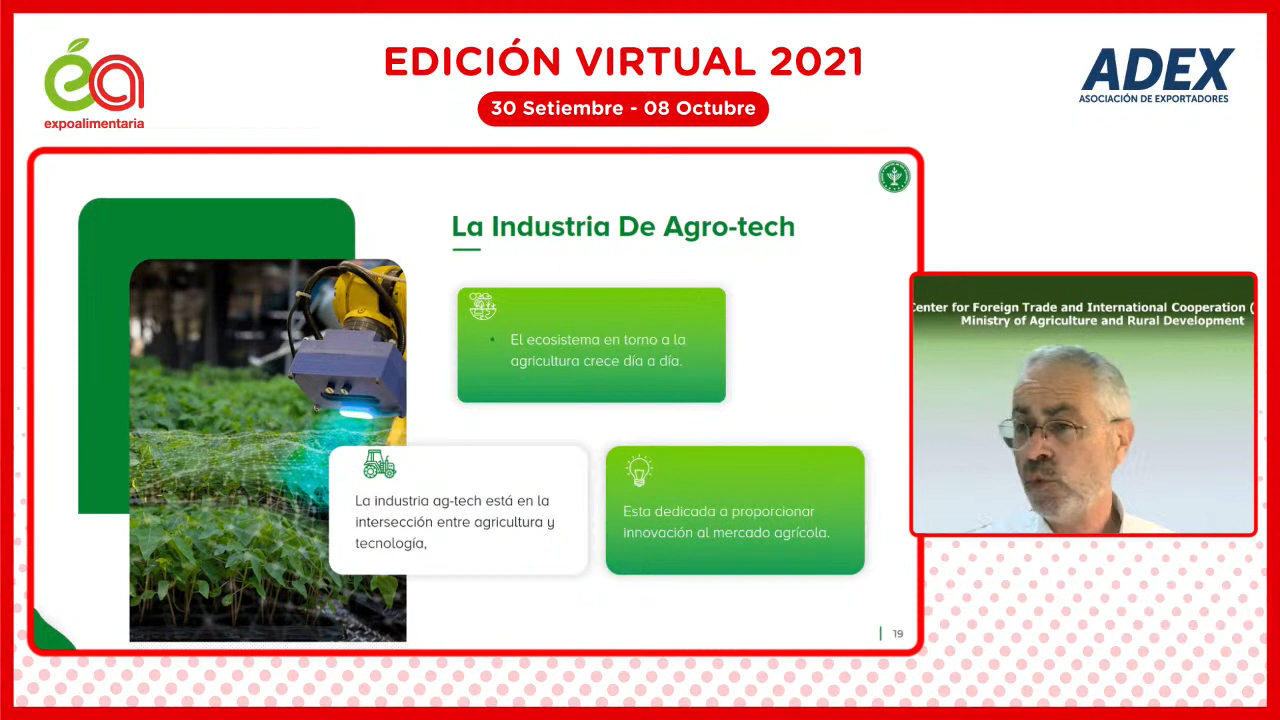 éa
expoalimentaria
EDICIÓN VIRTUAL 2021
30 Setiembre - 08 Octubre
ADEX
ASOCIACIÓN DE EXPORTADORES
La Industria De Agro-tech
• El ecosistema en torno a la
agricultura crece día a día.
La industria ag-tech está en la
intersección entre agricultura y
tecnología,
Esta dedicada a proporcionar
innovación al mercado agrícola.
19
Center for Foreign Trade and International Cooperation (
Ministry of Agriculture and Rural Development